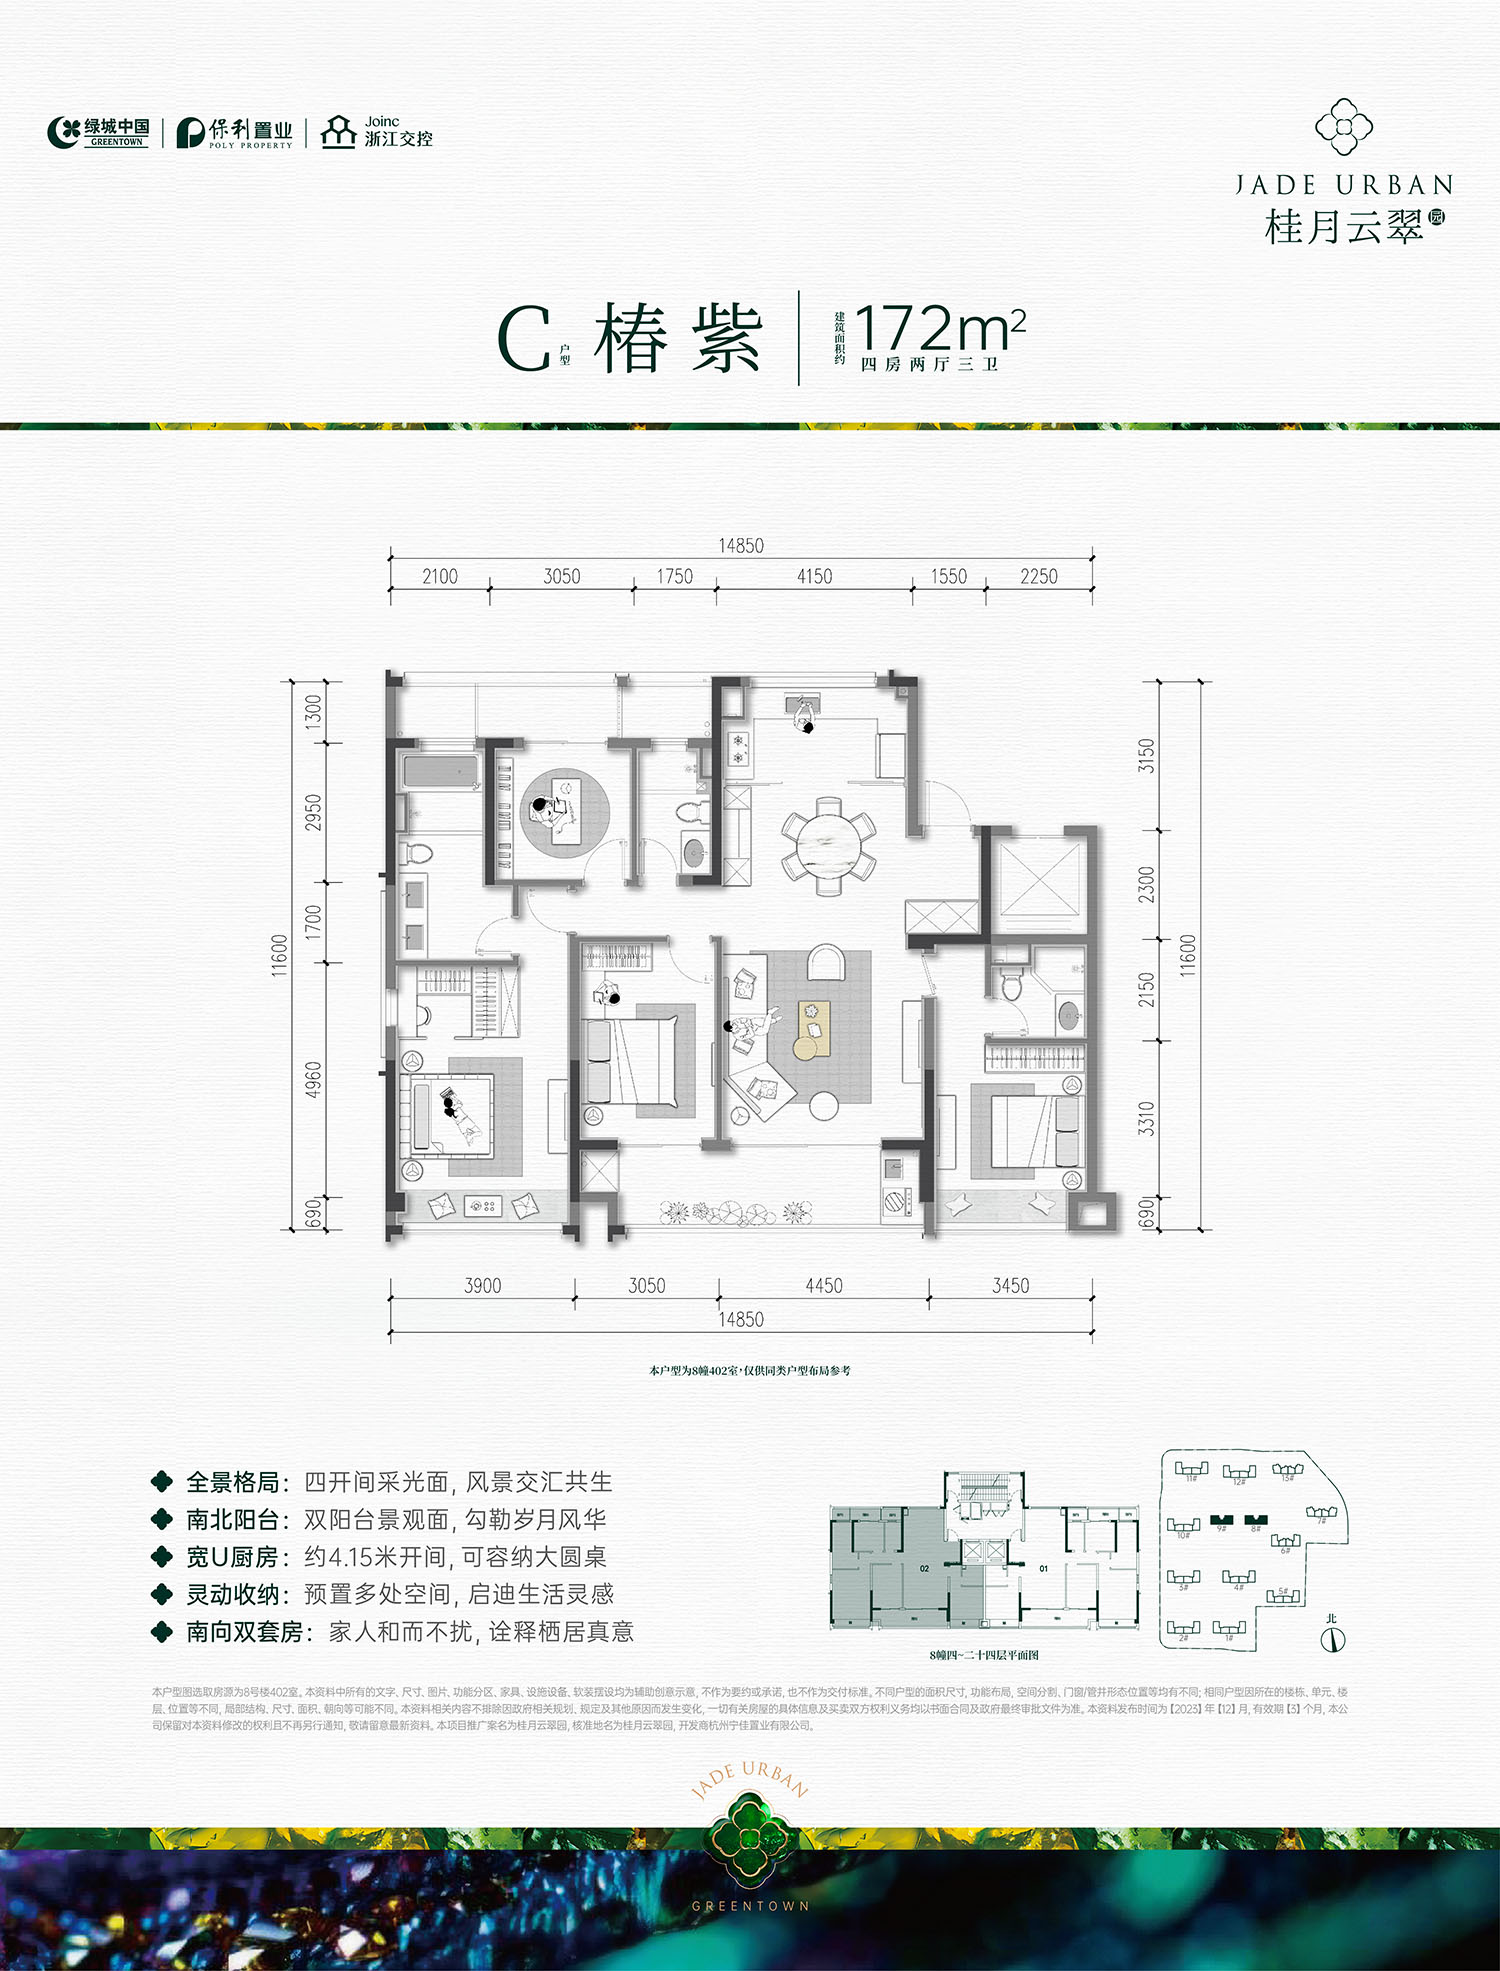 绿城中国
GREENTOWN
保利置业
POLY PROPERTY
Joinc
浙江交控
JADE URBAN
桂月云翠园
C户型 椿紫
建筑面积约 172m²
四房两厅三卫
14850
2100 3050 1750 4150 1550 2250
1300
2950
1700
4960
690
11600
3150
2300
2150
3310
690
11600
3900 3050 4450 3450
14850
本户型为8幢402室，仅供同类户型布局参考
全景格局：四开间采光面，风景交汇共生
南北阳台：双阳台景观面，勾勒岁月风华
宽U厨房：约4.15米开间，可容纳大圆桌
灵动收纳：预置多处空间，启迪生活灵感
南向双套房：家人和而不扰，诠释栖居真意
02 01
8幢四~二十四层平面图
11# 12# 13#
10# 9# 8# 7#
6#
3# 4# 5#
2# 1#
北
本户型图选取房源为8号楼402室。本资料中所有的文字、尺寸、图片、功能分区、家具、设施设备、软装摆设均为辅助创意示意，不作为要约或承诺，也不作为交付标准。不同户型的面积尺寸，功能布局，空间分割、门窗/管井形态位置等均有不同；相同户型因所在的楼栋、单元、楼
层、位置等不同，局部结构、尺寸、面积、朝向等可能不同。本资料相关内容不排除因政府相关规划、规定及其他原因而发生变化，一切有关房屋的具体信息及买卖双方权利义务均以书面合同及政府最终审批文件为准。本资料发布时间为【2023】年【12】月，有效期【3】个月，本公
司保留对本资料修改的权利且不再另行通知，敬请留意最新资料。本项目推广案名为桂月云翠园，核准地名为桂月云翠园，开发商杭州宁佳置业有限公司。
JADE URBAN
GREENTOWN